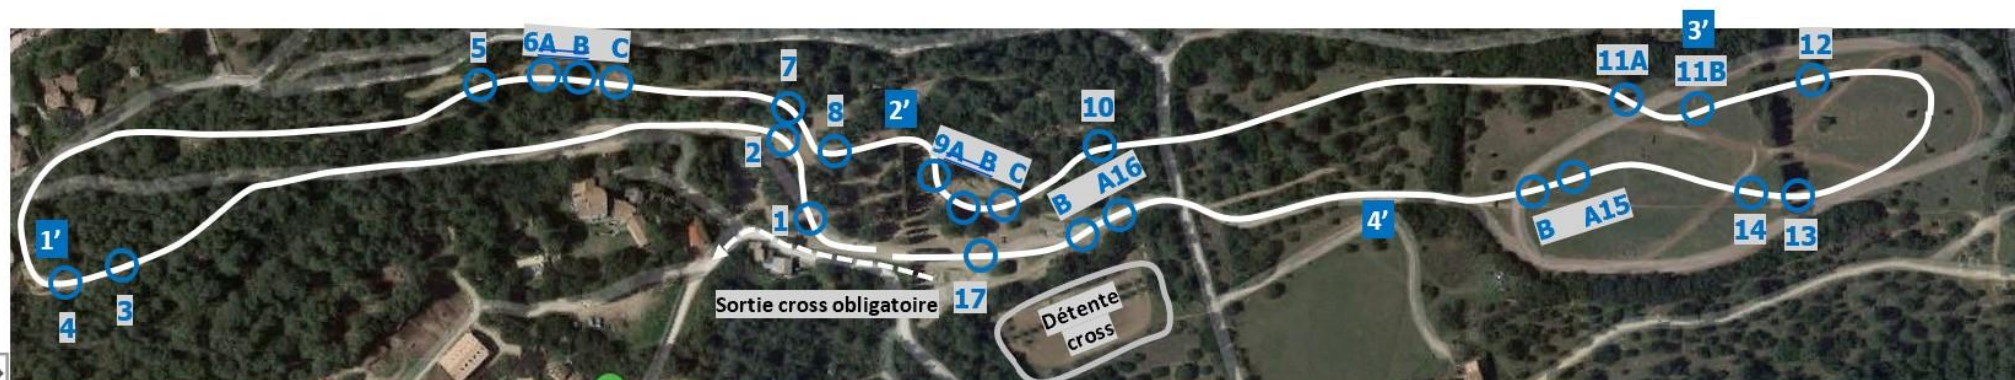 3’
5
6A B C
12
11A
11B
7
2’
10
8
9A B C
2
B A16
1
4’
B A15
14
13
1’
3
4
Sortie cross obligatoire
17
Détente
cross